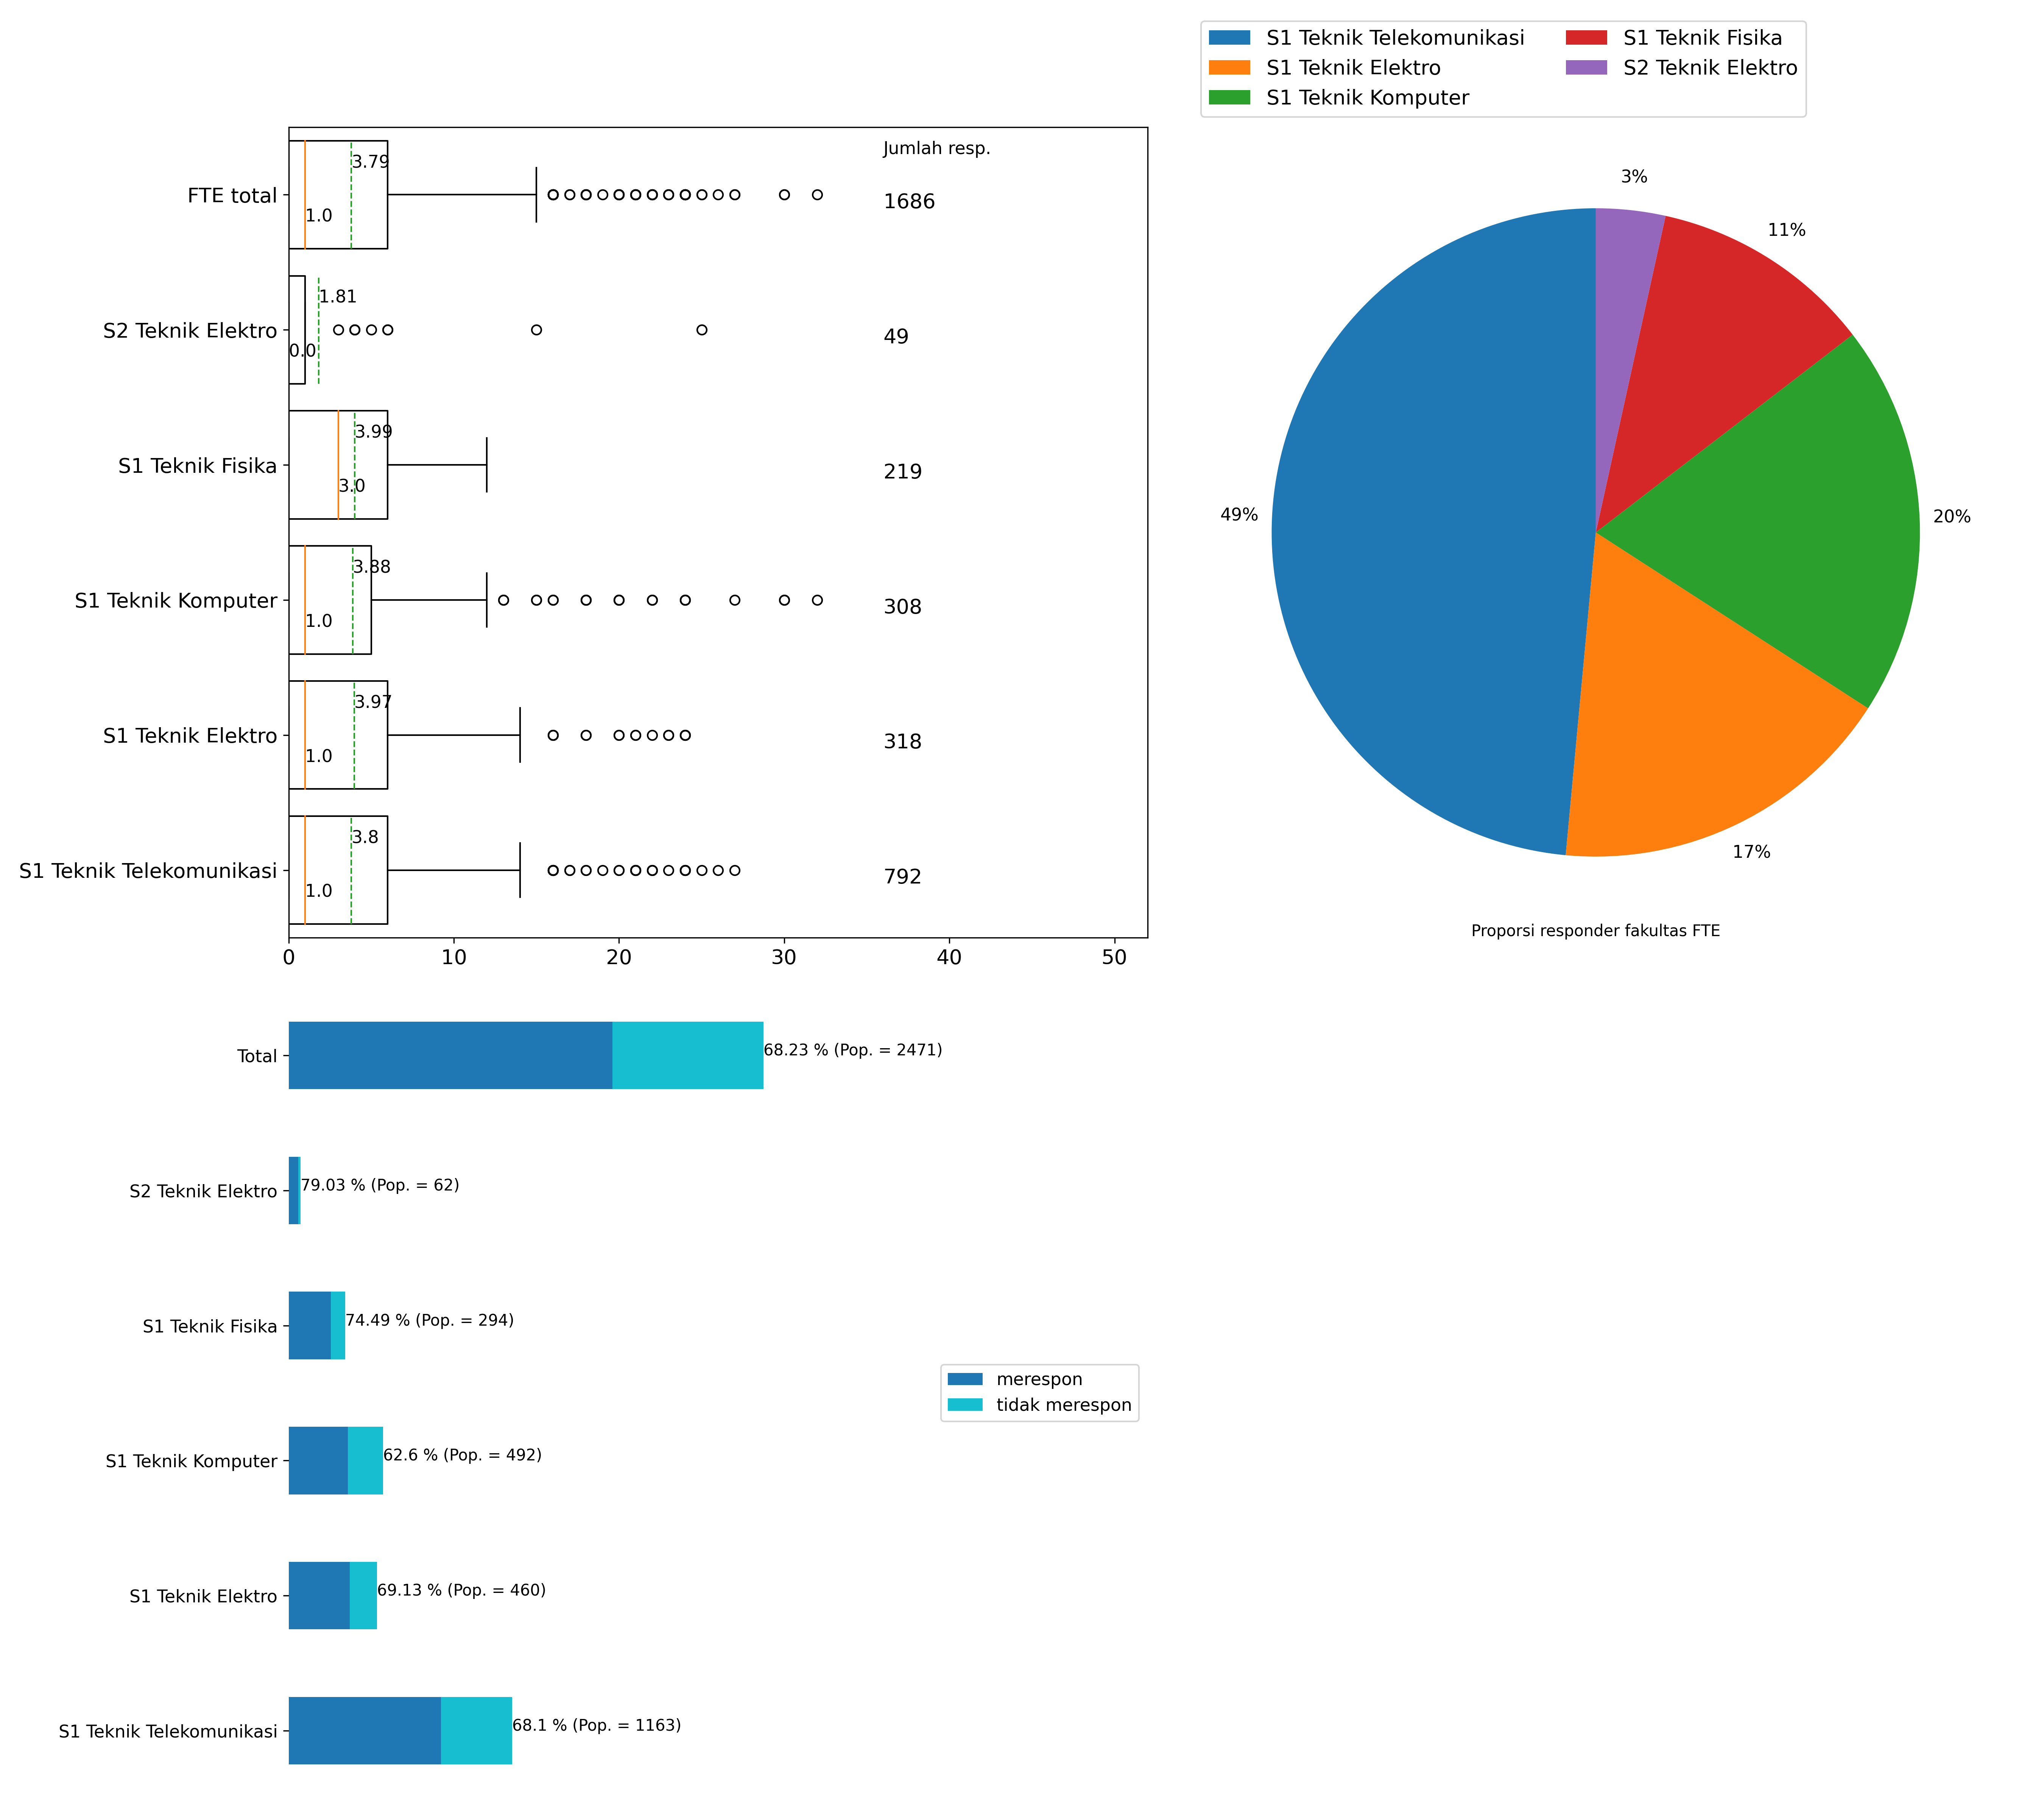 S1 Teknik Telekomunikasi
S1 Teknik Elektro
S1 Teknik Komputer
S1 Teknik Fisika
S2 Teknik Elektro
Jumlah resp.
FTE total
3.79
1.0
1686
S2 Teknik Elektro
1.81
0.0
49
S1 Teknik Fisika
3.99
3.0
219
S1 Teknik Komputer
3.88
1.0
308
S1 Teknik Elektro
3.97
1.0
318
S1 Teknik Telekomunikasi
3.8
1.0
792
0 10 20 30 40 50
3%
11%
20%
17%
49%
Proporsi responder fakultas FTE
Total
68.23 % (Pop. = 2471)
S2 Teknik Elektro
79.03 % (Pop. = 62)
S1 Teknik Fisika
74.49 % (Pop. = 294)
S1 Teknik Komputer
62.6 % (Pop. = 492)
S1 Teknik Elektro
69.13 % (Pop. = 460)
S1 Teknik Telekomunikasi
68.1 % (Pop. = 1163)
merespon
tidak merespon